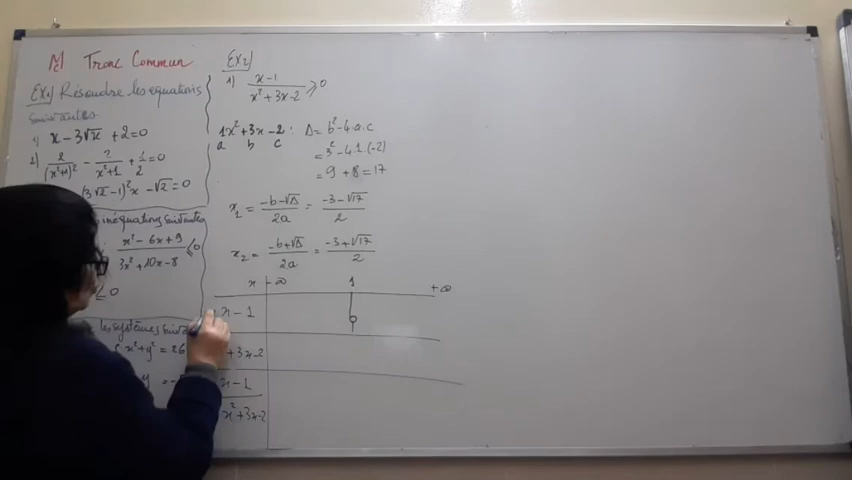 Tronc Commun
Ex1/ Résoudre les equations
suivantes
1) x - 3√x + 2 = 0
2) 2/(x²+1)² - 2/(x²+1) + 1/2 = 0
(3√2 - 1)²x - √2 = 0
inéquations suivantes
(x² - 6x + 9)/(3x² + 10x - 8) ≤ 0
≤ 0
les systèmes suivants
x² + y² = 26
y = -
Ex2/
1) (x - 1)/(x² + 3x - 2) ≥ 0
1x² + 3x - 2 : Δ = b² - 4.a.c
a b c
= 3² - 4.1.(-2)
= 9 + 8 = 17
x₁ = (-b - √Δ)/2a = (-3 - √17)/2
x₂ = (-b + √Δ)/2a = (-3 + √17)/2
x -∞ 1 +∞
x - 1
+ 3x - 2
x - 1
x² + 3x - 2